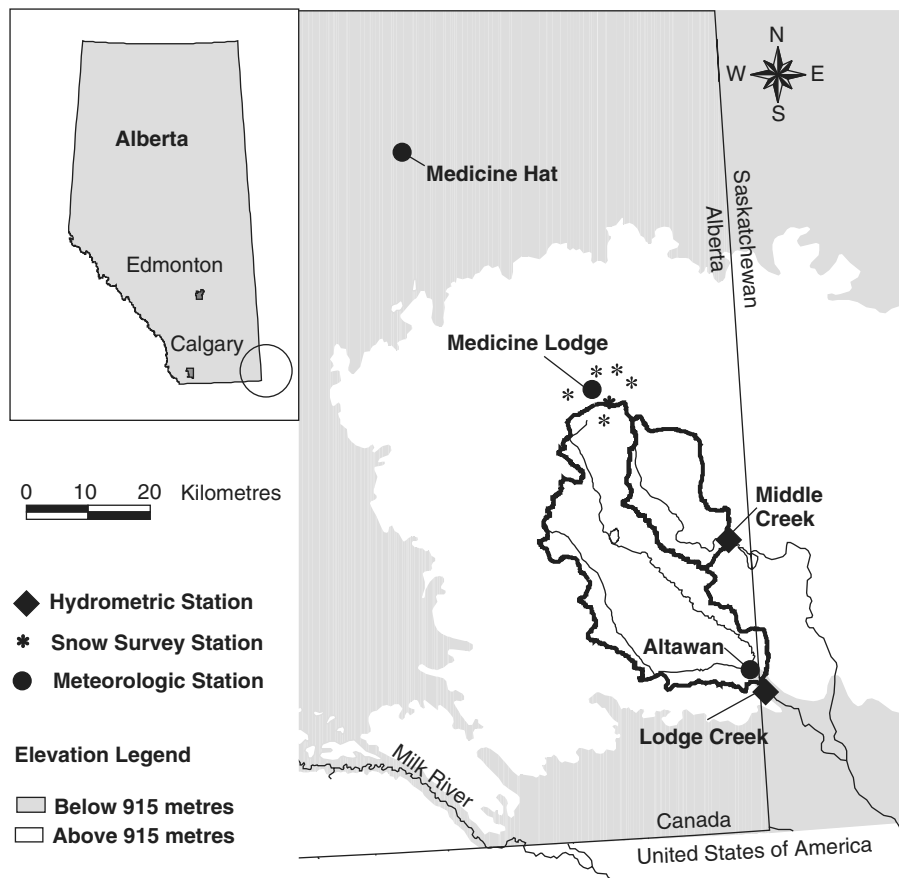 Alberta
Edmonton
Calgary
0 10 20 Kilometres
Hydrometric Station
Snow Survey Station
Meteorologic Station
Elevation Legend
Below 915 metres
Above 915 metres
N
W E
S
Medicine Hat
Saskatchewan
Alberta
Medicine Lodge
Middle
Creek
Altawan
Lodge Creek
Milk River
Canada
United States of America